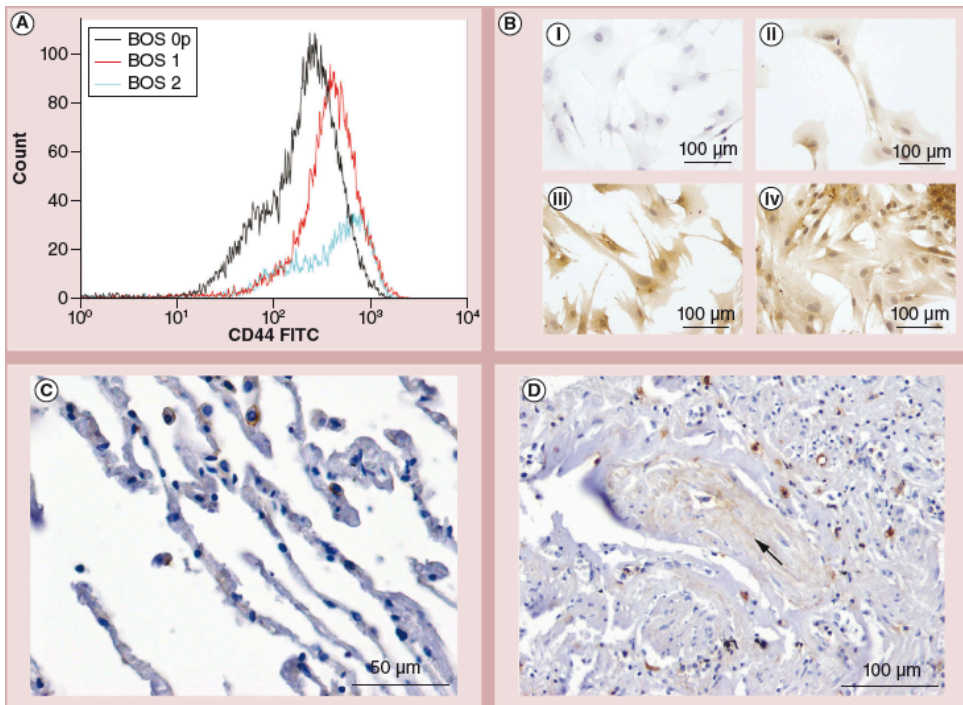 A
BOS 0p
BOS 1
BOS 2
100
80
60
40
20
0
Count
10⁰ 10¹ 10² 10³ 10⁴
CD44 FITC
B
I
100 µm
II
100 µm
III
100 µm
Iv
100 µm
C
50 µm
D
100 µm